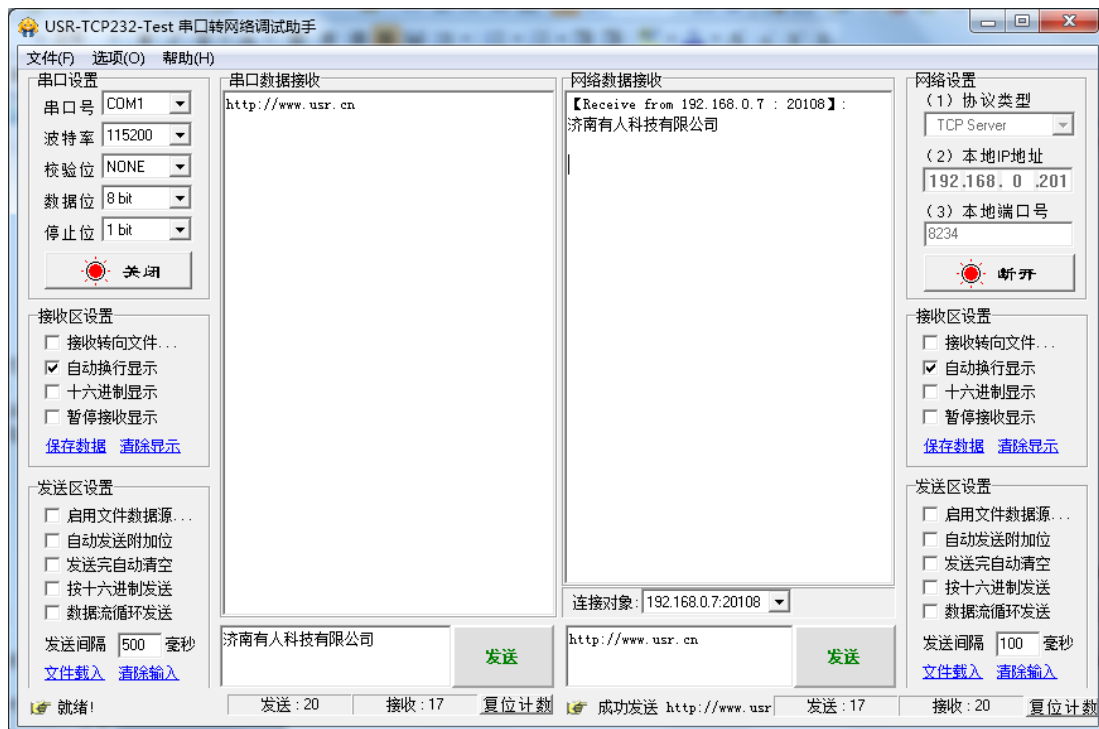 USR-TCP232-Test 串口转网络调试助手
文件(F) 选项(O) 帮助(H)
串口设置
串口号 COM1
波特率 115200
校验位 NONE
数据位 8 bit
停止位 1 bit
关闭
接收区设置
接收转向文件...
自动换行显示
十六进制显示
暂停接收显示
保存数据 清除显示
发送区设置
启用文件数据源...
自动发送附加位
发送完自动清空
按十六进制发送
数据流循环发送
发送间隔 500 毫秒
文件载入 清除输入
就绪!
串口数据接收
http://www.usr.cn
济南有人科技有限公司
发送
发送 : 20 接收 : 17 复位计数
网络数据接收
【Receive from 192.168.0.7 : 20108】:
济南有人科技有限公司
连接对象: 192.168.0.7:20108
http://www.usr.cn
发送
成功发送 http://www.usr 发送 : 17 接收 : 20 复位计数
网络设置
(1) 协议类型
TCP Server
(2) 本地IP地址
192.168. 0 .201
(3) 本地端口号
8234
断开
接收区设置
接收转向文件...
自动换行显示
十六进制显示
暂停接收显示
保存数据 清除显示
发送区设置
启用文件数据源...
自动发送附加位
发送完自动清空
按十六进制发送
数据流循环发送
发送间隔 100 毫秒
文件载入 清除输入